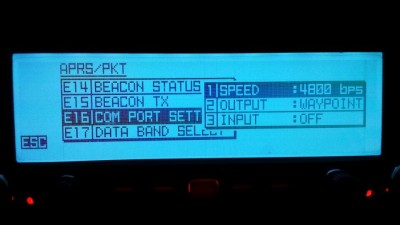 APRS/PKT
E14 BEACON STATUS
E15 BEACON TX
E16 COM PORT SETT
E17 DATA BAND SELECT
1 SPEED :4800 bps
2 OUTPUT :WAYPOINT
3 INPUT :OFF
ESC